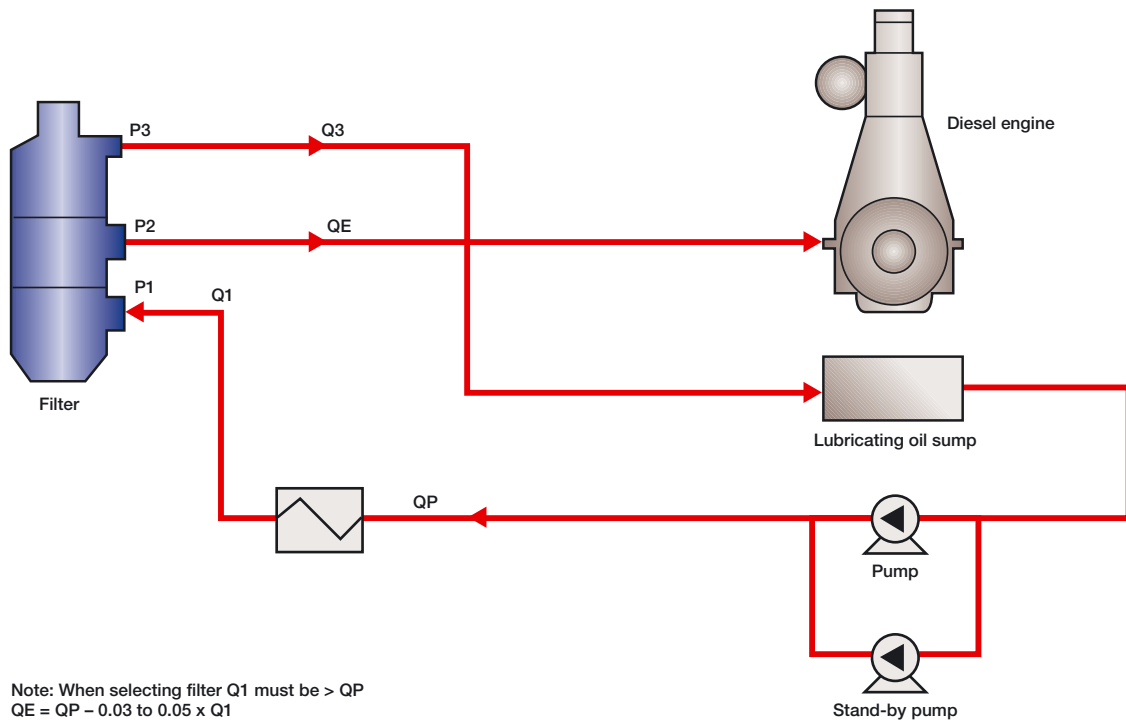 Diesel engine
P3
Q3
P2
QE
P1
Q1
Filter
Lubricating oil sump
QP
Pump
Stand-by pump
Note: When selecting filter Q1 must be > QP
QE = QP – 0.03 to 0.05 x Q1